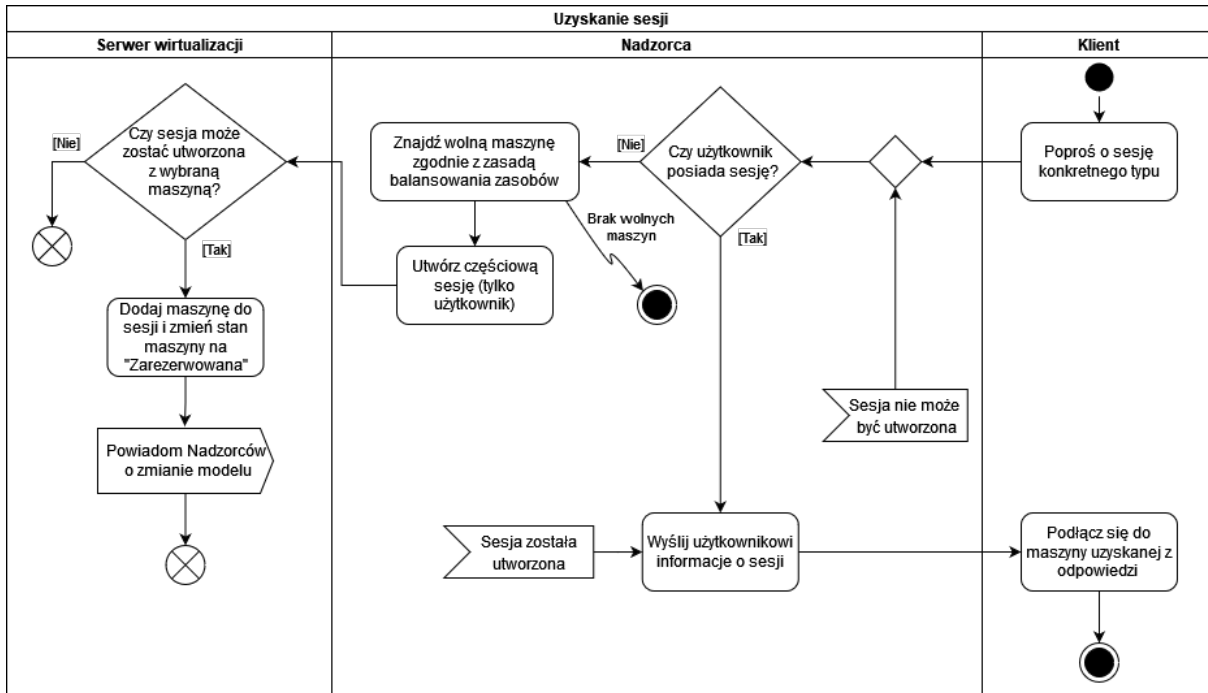 Uzyskanie sesji
Serwer wirtualizacji
Nadzorca
Klient
Czy sesja może
zostać utworzona
z wybraną
maszyną?
[Nie]
[Tak]
Dodaj maszynę do
sesji i zmień stan
maszyny na
"Zarezerwowana"
Powiadom Nadzorców
o zmianie modelu
Znajdź wolną maszynę
zgodnie z zasadą
balansowania zasobów
[Nie]
Czy użytkownik
posiada sesję?
[Tak]
Brak wolnych
maszyn
Utwórz częściową
sesję (tylko
użytkownik)
Sesja nie może
być utworzona
Sesja została
utworzona
Wyślij użytkownikowi
informacje o sesji
Poproś o sesję
konkretnego typu
Podłącz się do
maszyny uzyskanej z
odpowiedzi